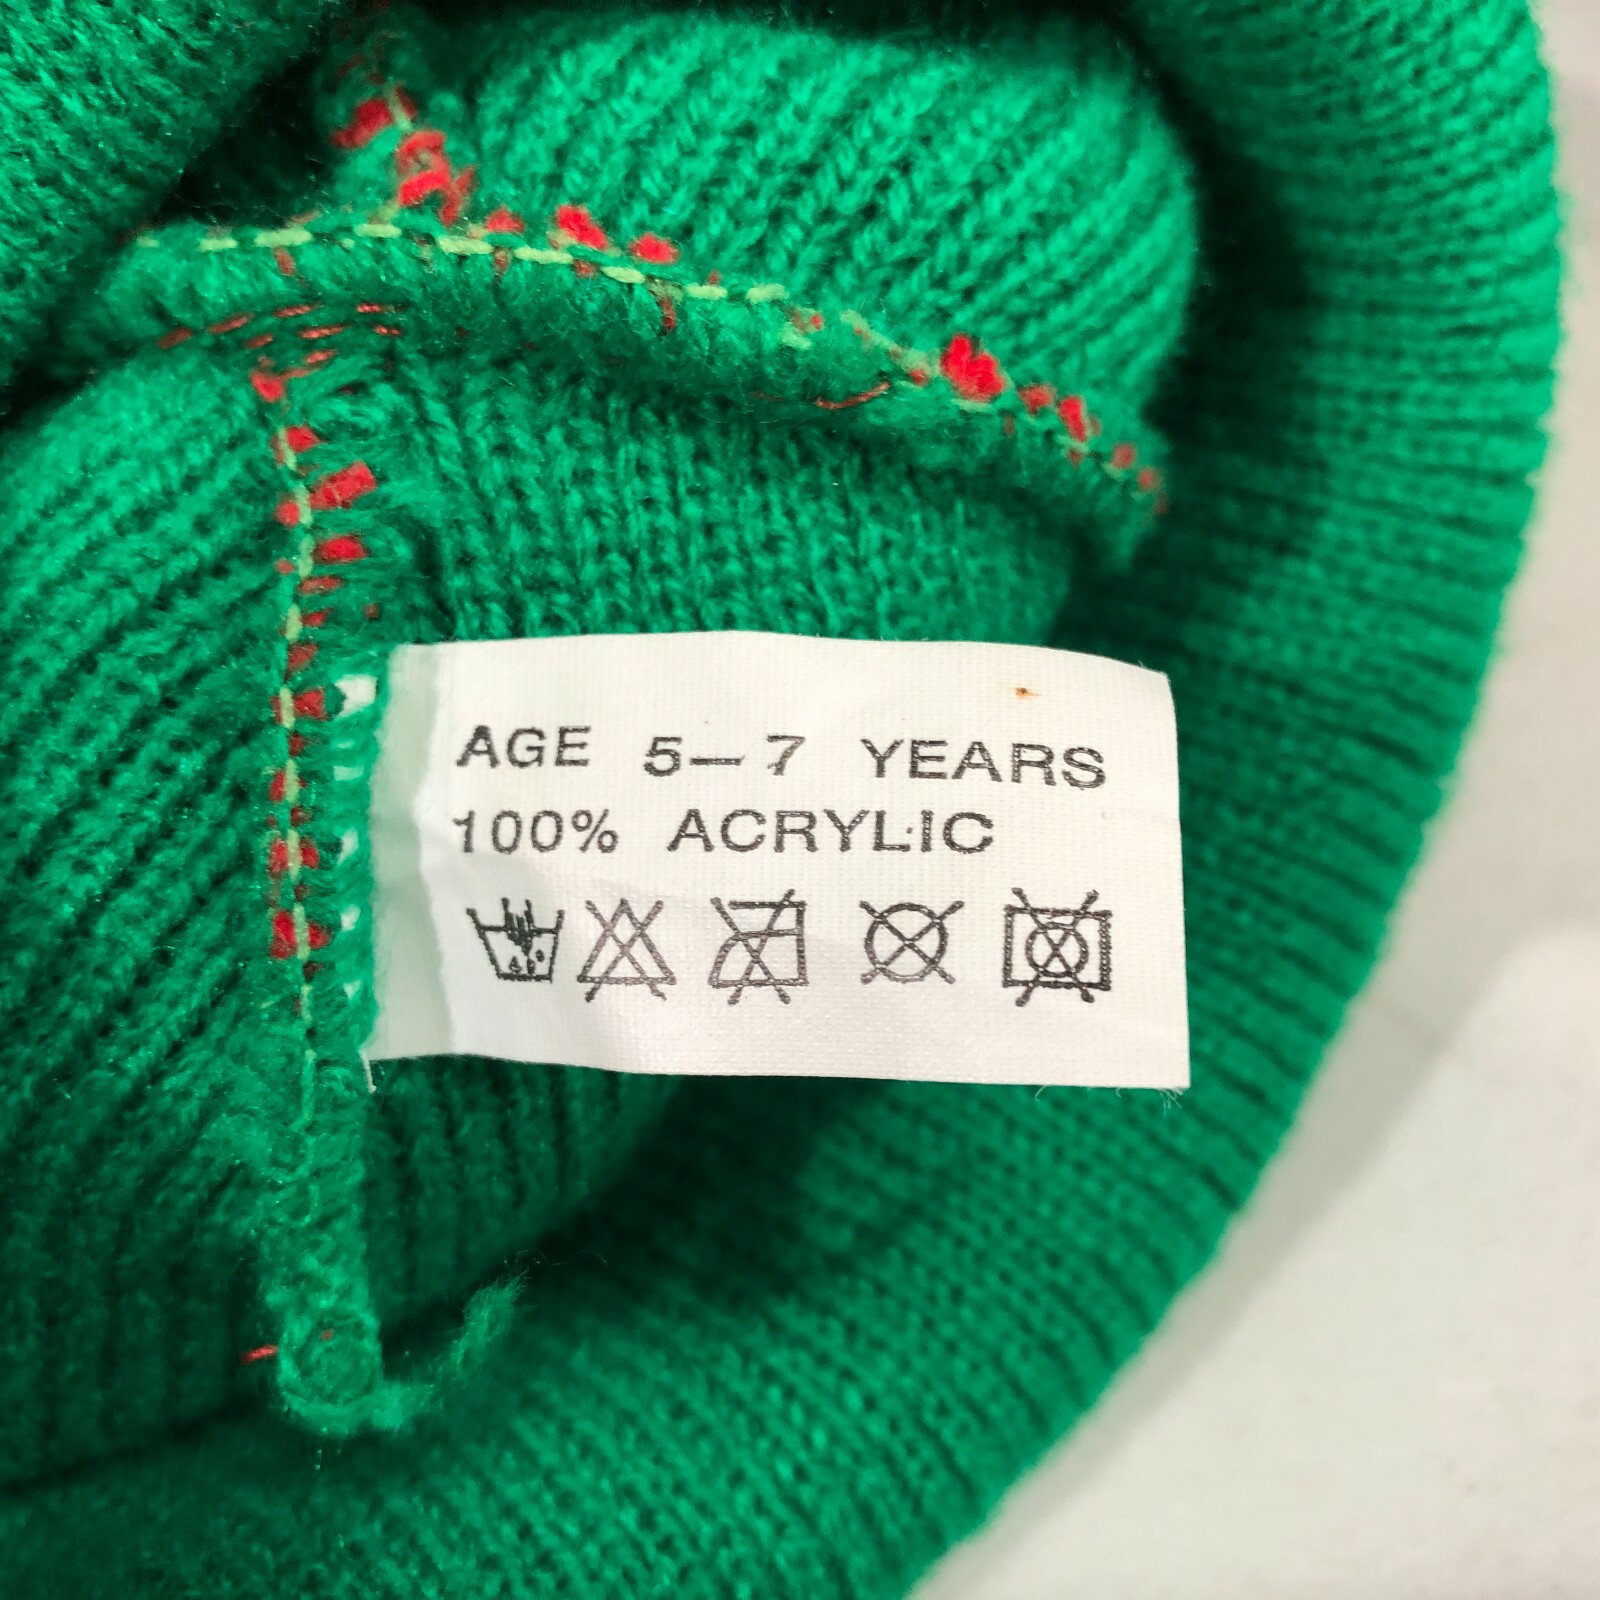 AGE 5–7 YEARS
100% ACRYLIC